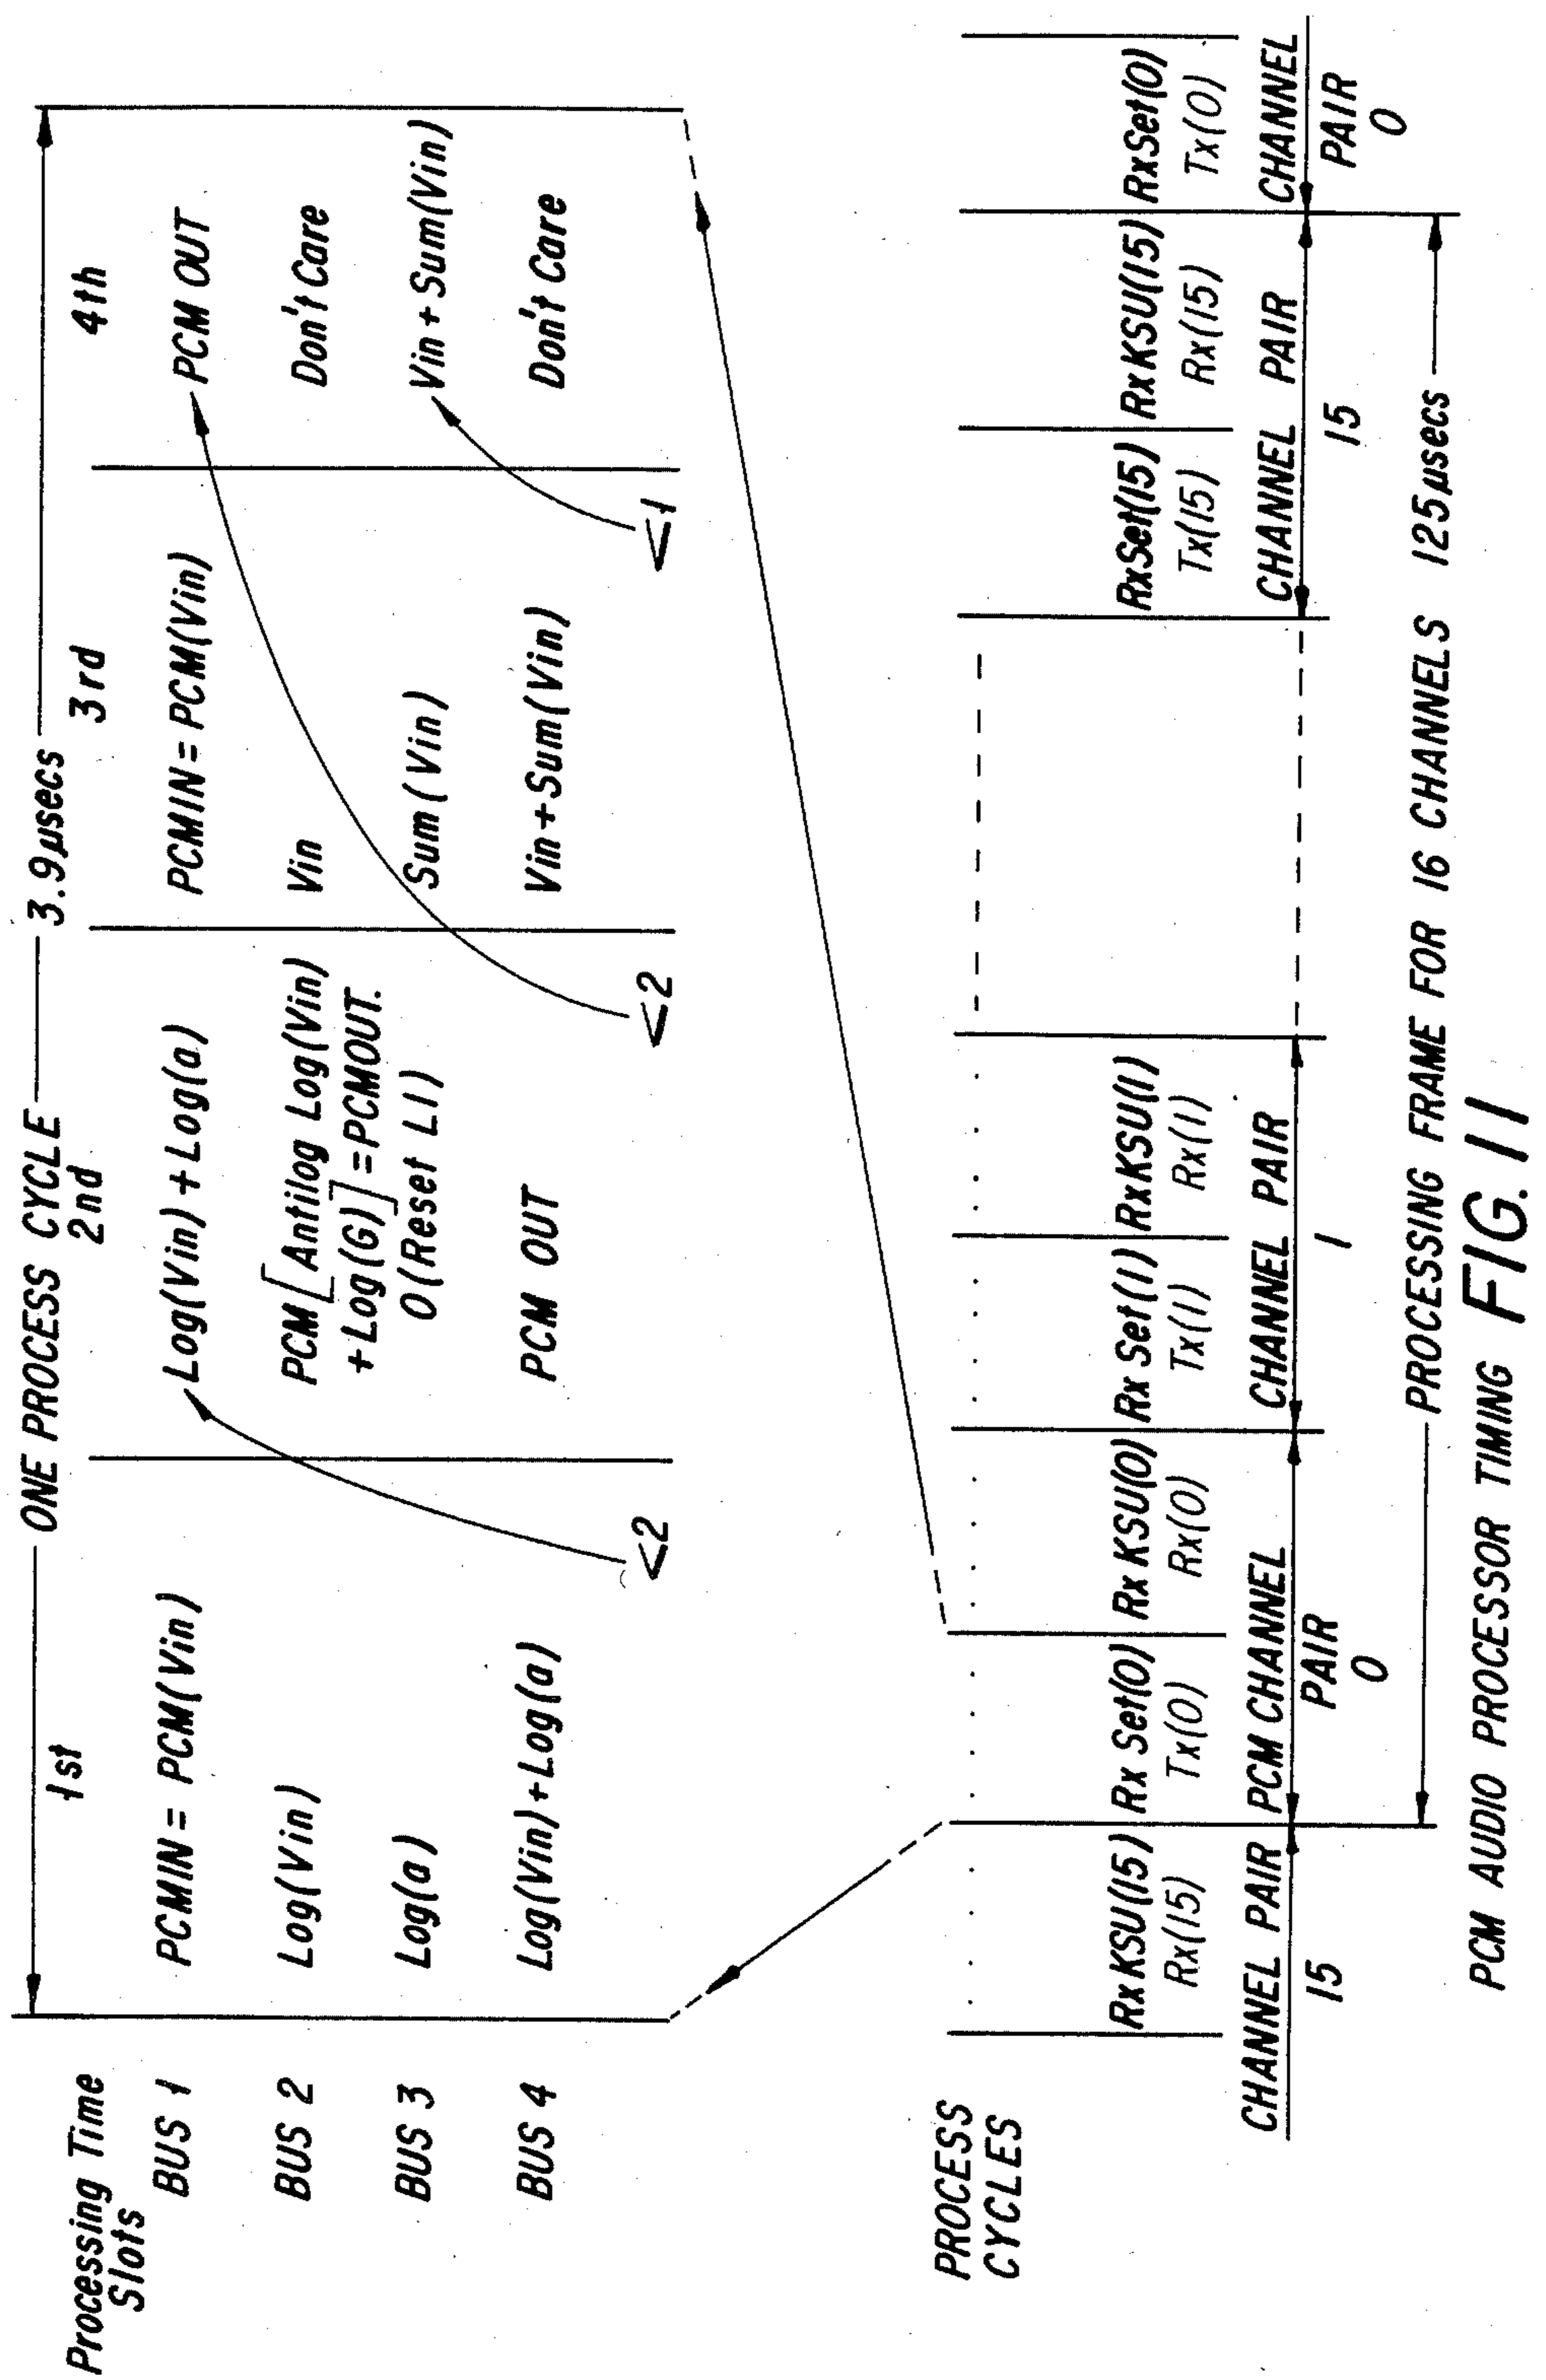 ONE PROCESS CYCLE 3.9µsecs
Processing Time
Slots
1st 2nd 3rd 4th
BUS 1 PCMIN = PCM(Vin) Log(Vin)+Log(a) PCMIN = PCM(Vin) PCM OUT
BUS 2 Log(Vin) PCM[Antilog Log(Vin) Vin Don't Care
+Log(G)]=PCMOUT.
BUS 3 Log(a) O(Reset L11) Sum(Vin) Vin+Sum(Vin)
BUS 4 Log(Vin)+Log(a) PCM OUT Vin+Sum(Vin) Don't Care
<2 <2 <1
PROCESS
CYCLES
RxKSU(15) Rx Set(0) Rx KSU(0) Rx Set(1) RxKSU(1) RxSet(15) RxKSU(15) RxSet(0)
Rx(15) Tx(0) Rx(0) Tx(1) Rx(1) Tx(15) Rx(15) Tx(0)
CHANNEL PAIR PCM CHANNEL CHANNEL PAIR CHANNEL PAIR CHANNEL
15 PAIR 1 15 PAIR
0 0
PROCESSING FRAME FOR 16 CHANNELS 125µsecs
PCM AUDIO PROCESSOR TIMING FIG. 11